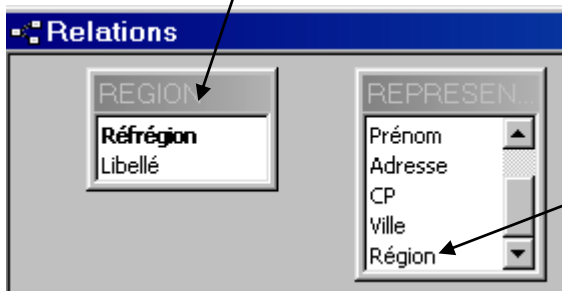 Relations
REGION
Réfrégion
Libellé
REPRESEN...
Prénom
Adresse
CP
Ville
Région